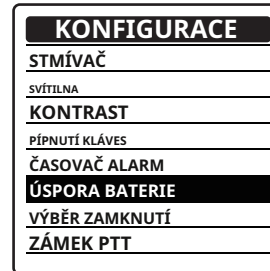 KONFIGURACE
STMÍVAČ
SVÍTILNA
KONTRAST
PÍPNUTÍ KLÁVES
ČASOVAČ ALARM
ÚSPORA BATERIE
VÝBĚR ZAMKNUTÍ
ZÁMEK PTT